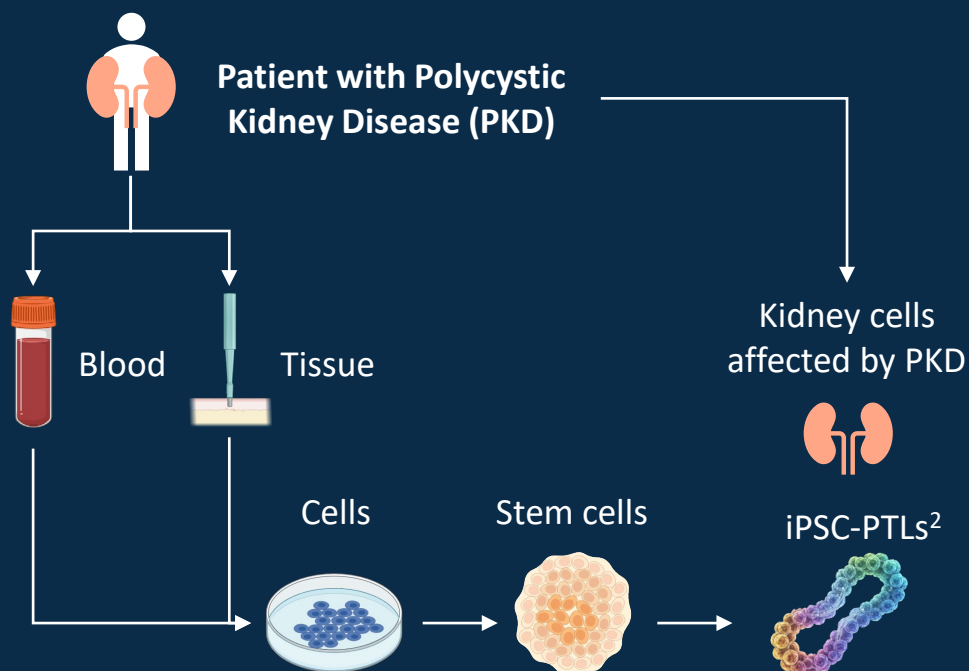 Patient with Polycystic
Kidney Disease (PKD)
Blood
Tissue
Kidney cells
affected by PKD
Cells
Stem cells
iPSC-PTLs²